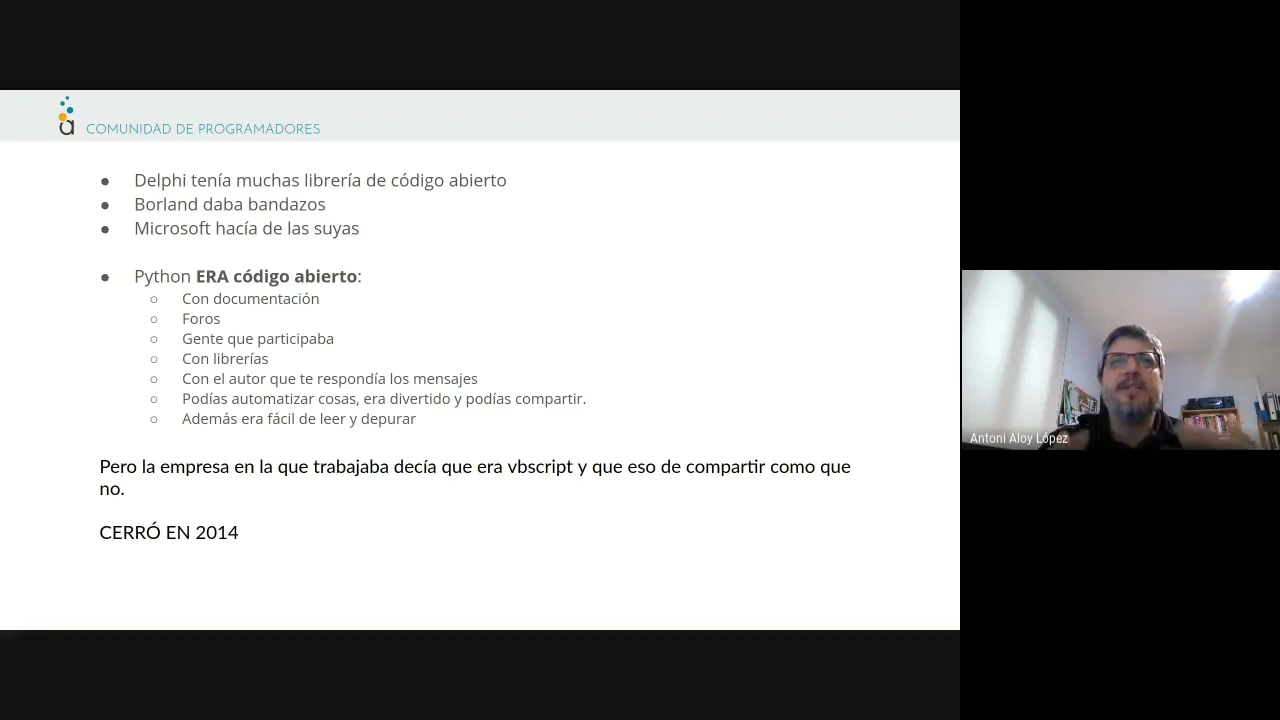 a COMUNIDAD DE PROGRAMADORES
● Delphi tenía muchas librería de código abierto
● Borland daba bandazos
● Microsoft hacía de las suyas
● Python ERA código abierto:
○ Con documentación
○ Foros
○ Gente que participaba
○ Con librerías
○ Con el autor que te respondía los mensajes
○ Podías automatizar cosas, era divertido y podías compartir.
○ Además era fácil de leer y depurar
Pero la empresa en la que trabajaba decía que era vbscript y que eso de compartir como que
no.
CERRÓ EN 2014
Antoni Aloy López